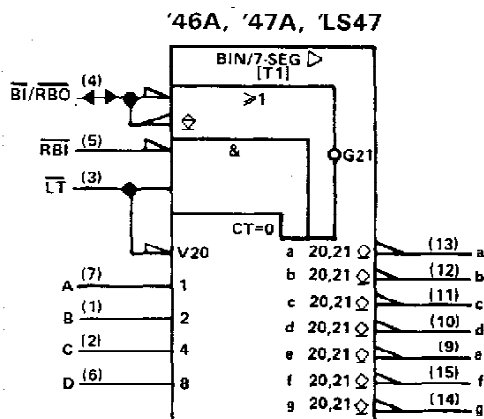 '46A, '47A, 'LS47
BIN/7-SEG ▷
[T1]
BI/RBO (4)
≥1
RBI (5)
&
G21
LT (3)
CT=0
V20
a 20,21 (13) a
b 20,21 (12) b
A (7) 1
c 20,21 (11) c
B (1) 2
d 20,21 (10) d
C (2) 4
e 20,21 (9) e
D (6) 8
f 20,21 (15) f
g 20,21 (14) g